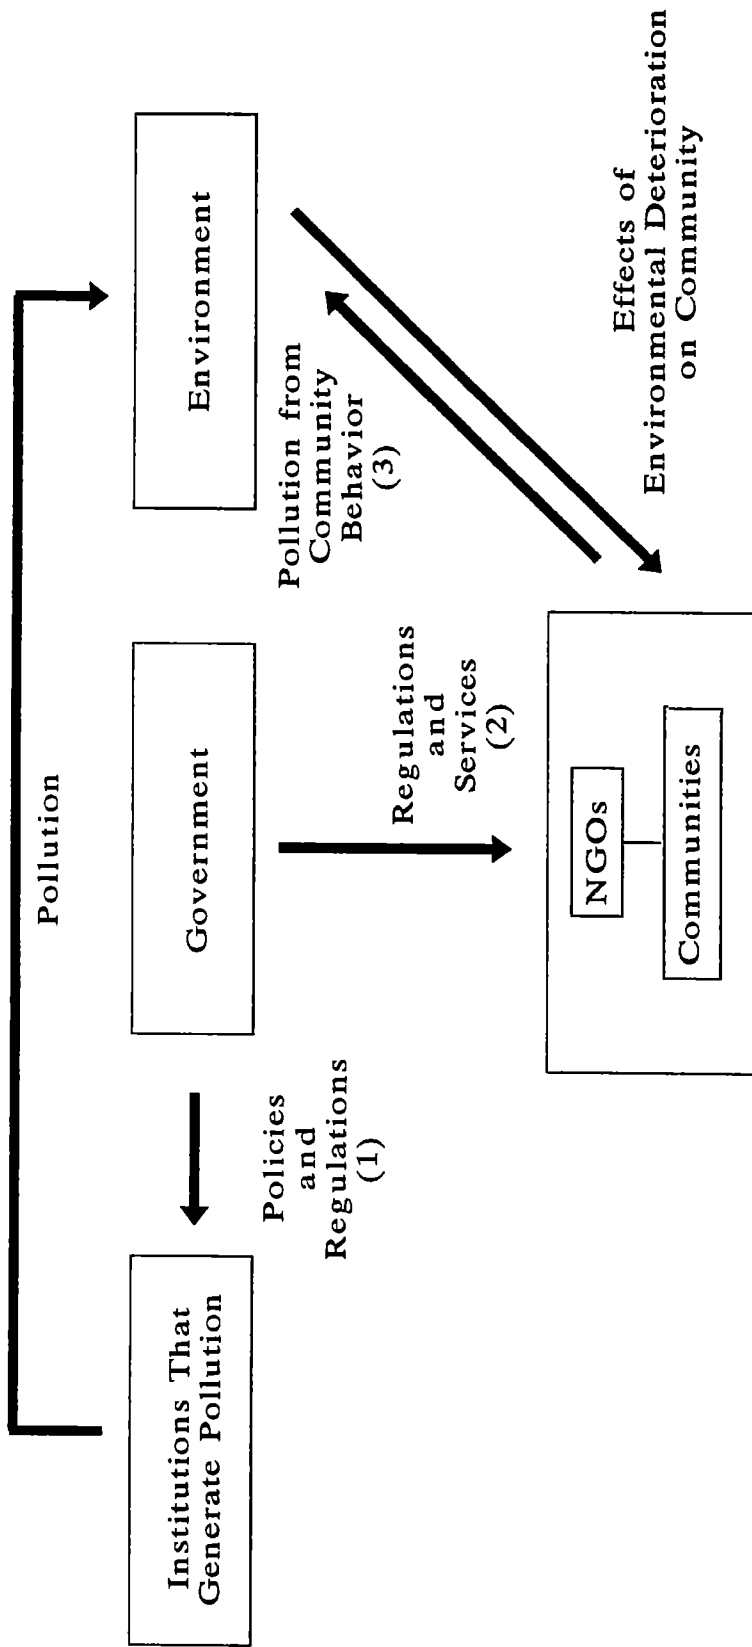 Pollution
Institutions That
Generate Pollution
Policies
and
Regulations
(1)
Government
Regulations
and
Services
(2)
Environment
Pollution from
Community
Behavior
(3)
Effects of
Environmental Deterioration
on Community
NGOs
Communities